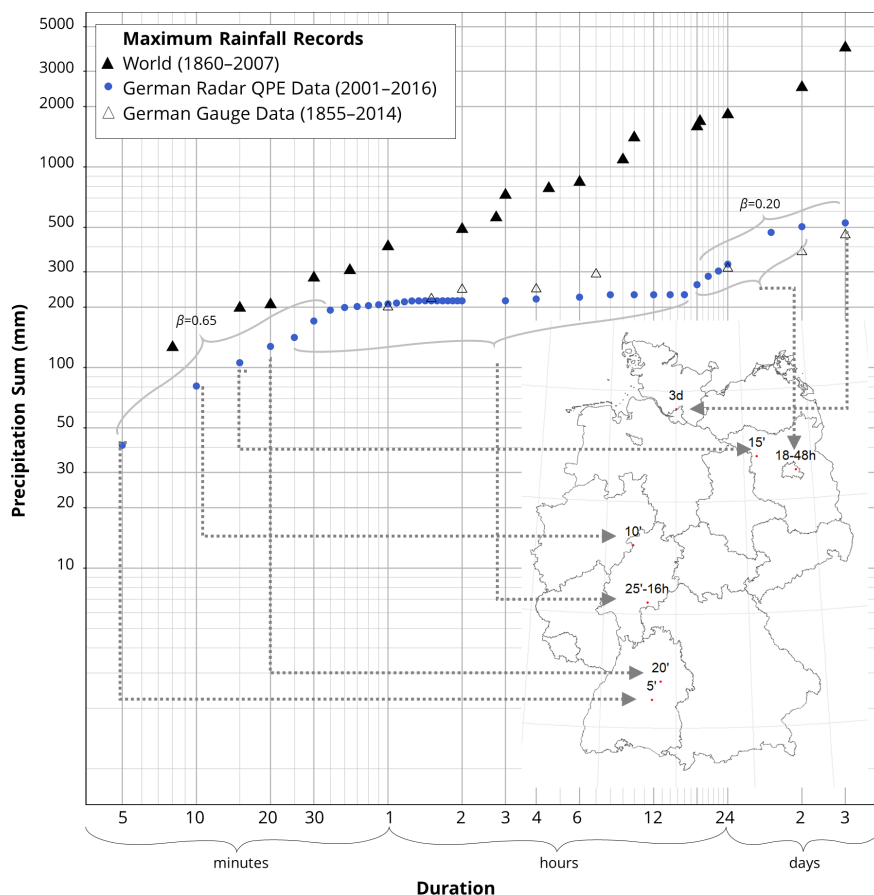 Maximum Rainfall Records
World (1860–2007)
German Radar QPE Data (2001–2016)
German Gauge Data (1855–2014)
5000
3000
2000
1000
500
300
200
100
50
30
20
10
Precipitation Sum (mm)
β=0.65
β=0.20
3d
15'
18-48h
10'
25'-16h
20'
5'
5 10 20 30 1 2 3 4 6 12 24 2 3
minutes hours days
Duration